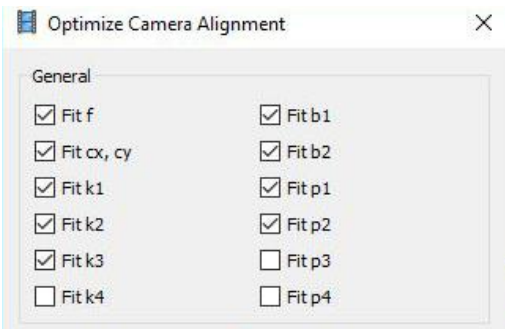 Optimize Camera Alignment
General
Fit f
Fit b1
Fit cx, cy
Fit b2
Fit k1
Fit p1
Fit k2
Fit p2
Fit k3
Fit p3
Fit k4
Fit p4